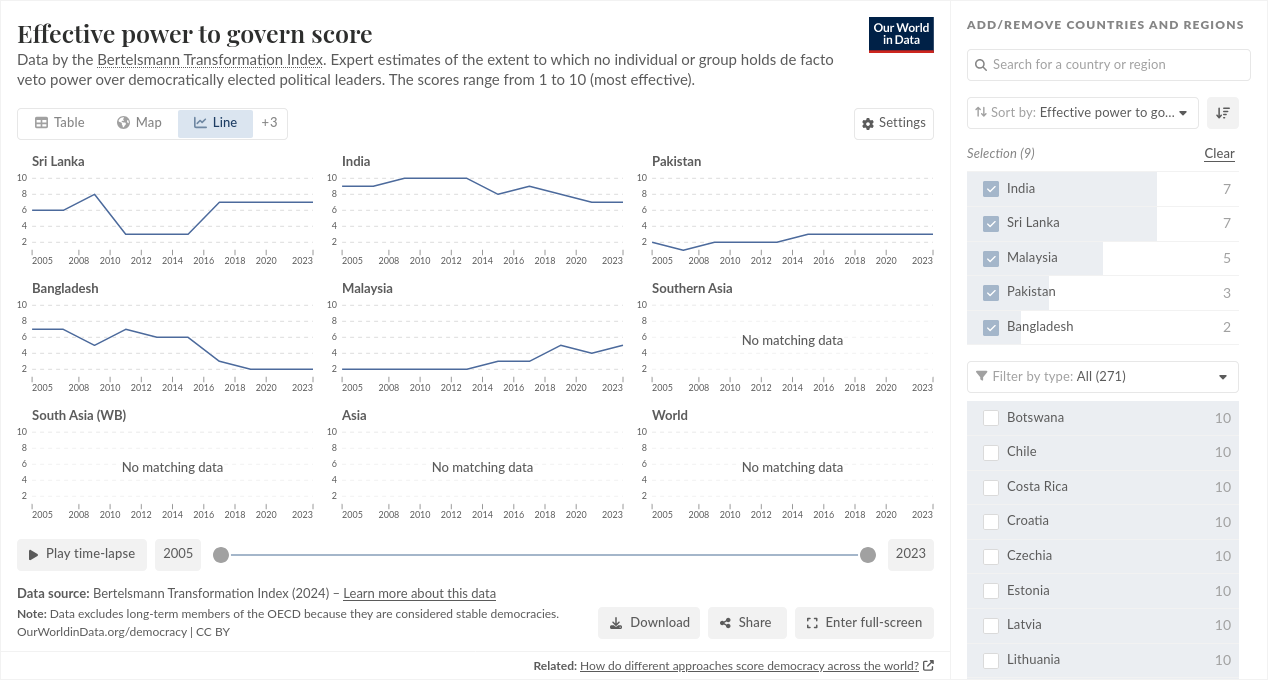 Effective power to govern score
Our World
in Data
Data by the Bertelsmann Transformation Index. Expert estimates of the extent to which no individual or group holds de facto
veto power over democratically elected political leaders. The scores range from 1 to 10 (most effective).
Table
Map
Line
+3
Settings
Sri Lanka
10
8
6
4
2
2005 2008 2010 2012 2014 2016 2018 2020 2023
India
10
8
6
4
2
2005 2008 2010 2012 2014 2016 2018 2020 2023
Pakistan
10
8
6
4
2
2005 2008 2010 2012 2014 2016 2018 2020 2023
Bangladesh
10
8
6
4
2
2005 2008 2010 2012 2014 2016 2018 2020 2023
Malaysia
10
8
6
4
2
2005 2008 2010 2012 2014 2016 2018 2020 2023
Southern Asia
10
8
6
4
2
No matching data
2005 2008 2010 2012 2014 2016 2018 2020 2023
South Asia (WB)
10
8
6
4
2
No matching data
2005 2008 2010 2012 2014 2016 2018 2020 2023
Asia
10
8
6
4
2
No matching data
2005 2008 2010 2012 2014 2016 2018 2020 2023
World
10
8
6
4
2
No matching data
2005 2008 2010 2012 2014 2016 2018 2020 2023
Play time-lapse
2005
2023
Data source: Bertelsmann Transformation Index (2024) – Learn more about this data
Note: Data excludes long-term members of the OECD because they are considered stable democracies.
OurWorldinData.org/democracy | CC BY
Download
Share
Enter full-screen
Related: How do different approaches score democracy across the world?
ADD/REMOVE COUNTRIES AND REGIONS
Search for a country or region
Sort by: Effective power to go...
Selection (9)
Clear
India 7
Sri Lanka 7
Malaysia 5
Pakistan 3
Bangladesh 2
Filter by type: All (271)
Botswana 10
Chile 10
Costa Rica 10
Croatia 10
Czechia 10
Estonia 10
Latvia 10
Lithuania 10